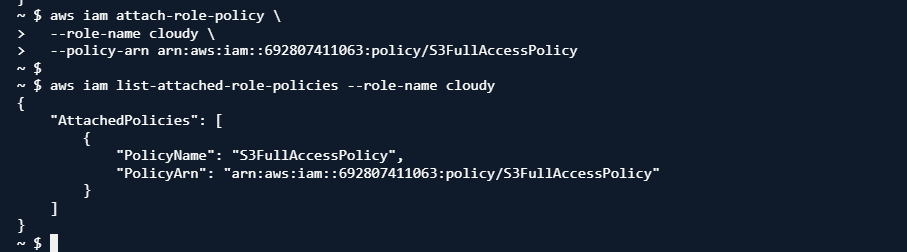 }
~ $ aws iam attach-role-policy \
>   --role-name cloudy \
>   --policy-arn arn:aws:iam::692807411063:policy/S3FullAccessPolicy
~ $
~ $ aws iam list-attached-role-policies --role-name cloudy
{
    "AttachedPolicies": [
        {
            "PolicyName": "S3FullAccessPolicy",
            "PolicyArn": "arn:aws:iam::692807411063:policy/S3FullAccessPolicy"
        }
    ]
}
~ $